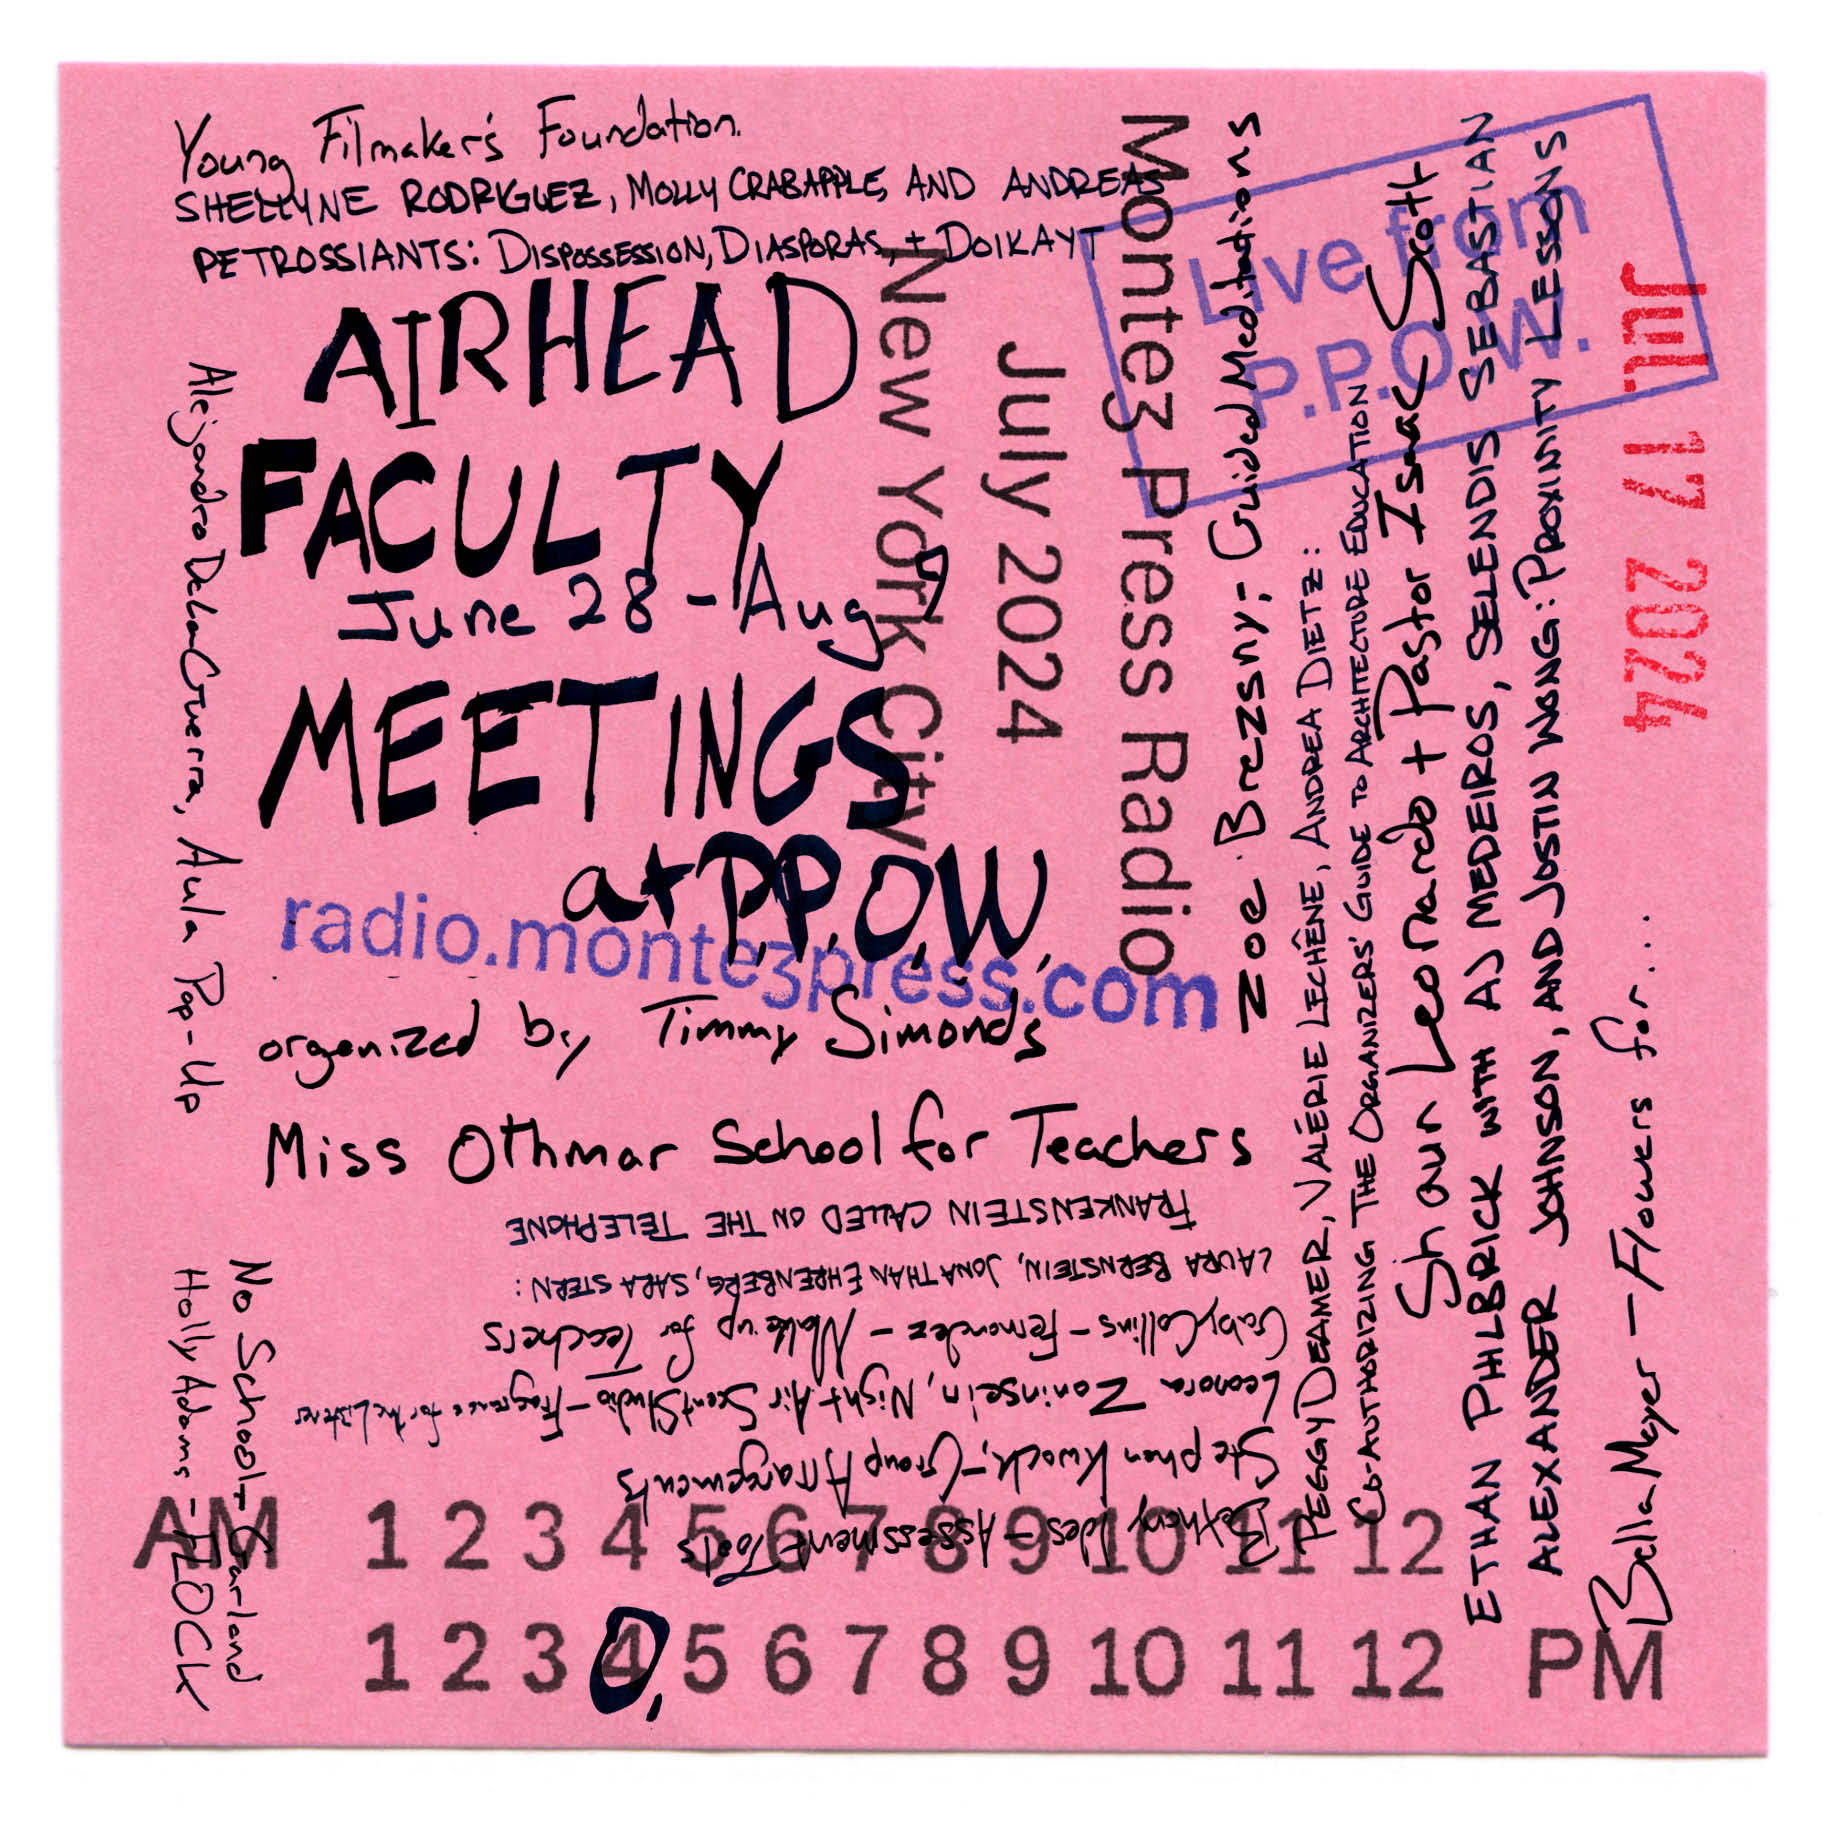 Young Filmaker's Foundation.
SHELLYNE RODRIGUEZ, MOLLY CRABAPPLE, AND ANDREAS
PETROSSIANTS: DISPOSSESSION, DIASPORAS, + DOIKAYT
AIRHEAD
FACULTY
June 28 - Aug 9
MEETINGS
at P.P.O.W.
radio.montezpress.com
organized by Timmy Simonds
Miss Othmar School for Teachers
FRANKENSTEIN CALLED ON THE TELEPHONE
LAURA BERNSTEIN, JONATHAN EHRENBERG, SARA STERN:
Gaby Collins-Fernandez - Make up for Teachers
Leonora Zoninsein, Night Air Scent Studio - Fragrance for the Listener
Stephen Kwock - Group Arrangements
Bethany Ides - Assessment Tools
Alejandro DelaGuerra, Aula Pop-Up
No School + Garland
Holly Adams - FLOCK
New York City
July 2024
Montez Press Radio
Live from
P.P.O.W.
JUL 17 2024
Zoe Brezsny; Guided Meditations
PEGGY DEAMER, VALÉRIE LECHÊNE, ANDREA DIETZ:
CO-AUTHORIZING THE ORGANIZERS' GUIDE TO ARCHITECTURE EDUCATION
Shaun Leonardo + Pastor Isaac Scott
ETHAN PHILBRICK WITH AJ MEDEIROS, SELENDIS SEBASTIAN
ALEXANDER JOHNSON, AND JUSTIN WONG: PROXIMITY LESSONS
Bella Meyer - Flowers for...
AM 1 2 3 4 5 6 7 8 9 10 11 12
1 2 3 4 5 6 7 8 9 10 11 12 PM